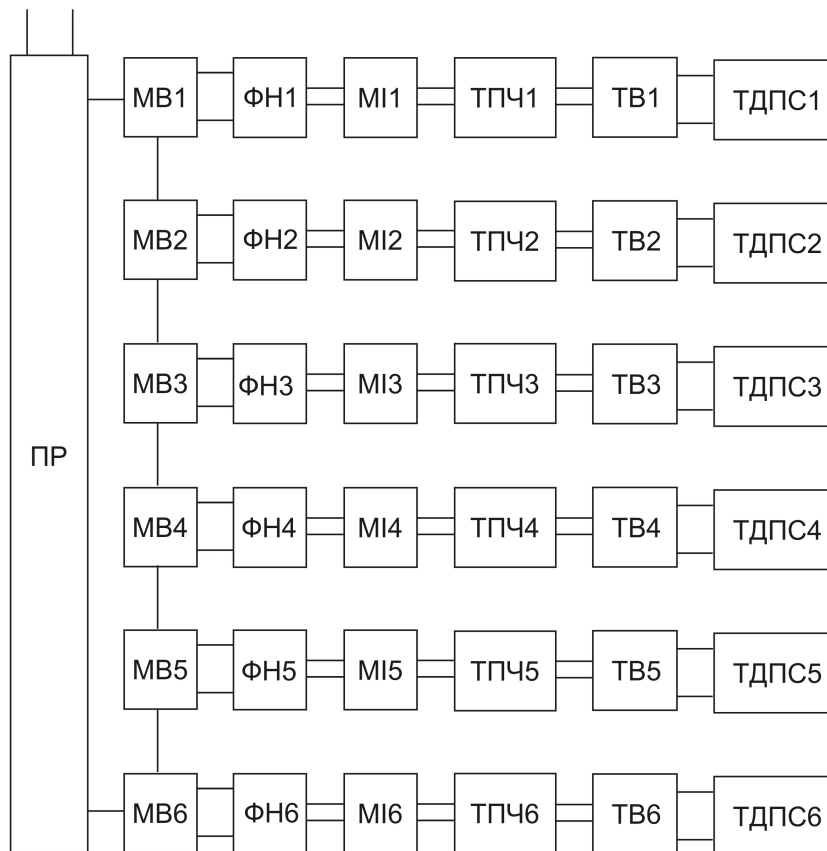 МВ1 ФН1 МІ1 ТПЧ1 ТВ1 ТДПС1
МВ2 ФН2 МІ2 ТПЧ2 ТВ2 ТДПС2
МВ3 ФН3 МІ3 ТПЧ3 ТВ3 ТДПС3
ПР
МВ4 ФН4 МІ4 ТПЧ4 ТВ4 ТДПС4
МВ5 ФН5 МІ5 ТПЧ5 ТВ5 ТДПС5
МВ6 ФН6 МІ6 ТПЧ6 ТВ6 ТДПС6